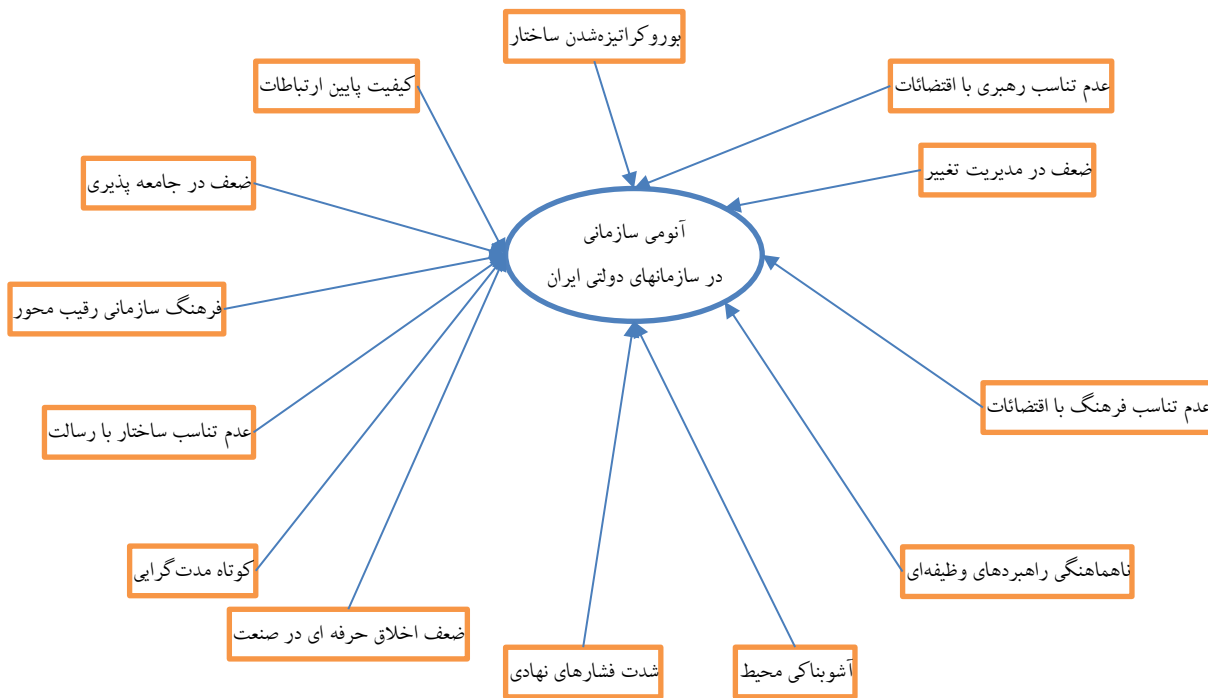 بوروکراتیزه‌شدن ساختار
عدم تناسب رهبری با اقتضائات
کیفیت پایین ارتباطات
ضعف در مدیریت تغییر
ضعف در جامعه پذیری
آنومی سازمانی
در سازمانهای دولتی ایران
فرهنگ سازمانی رقیب محور
عدم تناسب فرهنگ با اقتضائات
عدم تناسب ساختار با رسالت
ناهماهنگی راهبردهای وظیفه‌ای
کوتاه مدت‌گرایی
ضعف اخلاق حرفه ای در صنعت
آشوبناکی محیط
شدت فشارهای نهادی